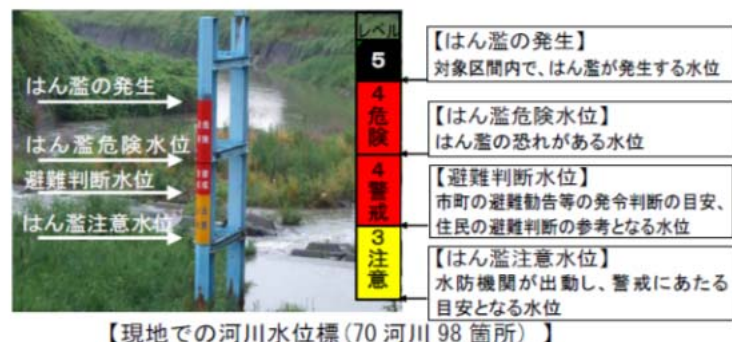 はん濫の発生
はん濫危険水位
避難判断水位
はん濫注意水位
レベル
5
4
危険
4
警戒
3
注意
【はん濫の発生】
対象区間内で、はん濫が発生する水位
【はん濫危険水位】
はん濫の恐れがある水位
【避難判断水位】
市町の避難勧告等の発令判断の目安、
住民の避難判断の参考となる水位
【はん濫注意水位】
水防機関が出動し、警戒にあたる
目安となる水位
【現地での河川水位標(70 河川 98 箇所) 】